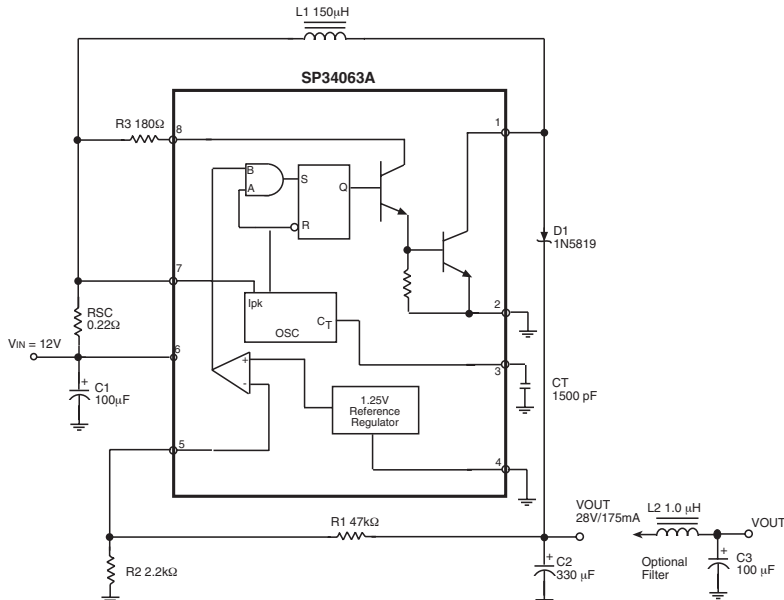 L1 150µH
SP34063A
R3 180Ω
8
1
B
A
S
Q
R
D1
1N5819
7
2
Ipk
CT
OSC
RSC
0.22Ω
VIN = 12V
6
3
CT
1500 pF
+
C1
100µF
+
-
1.25V
Reference
Regulator
5
4
VOUT
28V/175mA
L2 1.0 µH
VOUT
R1 47kΩ
Optional
Filter
+
C3
100 µF
+
C2
330 µF
R2 2.2kΩ